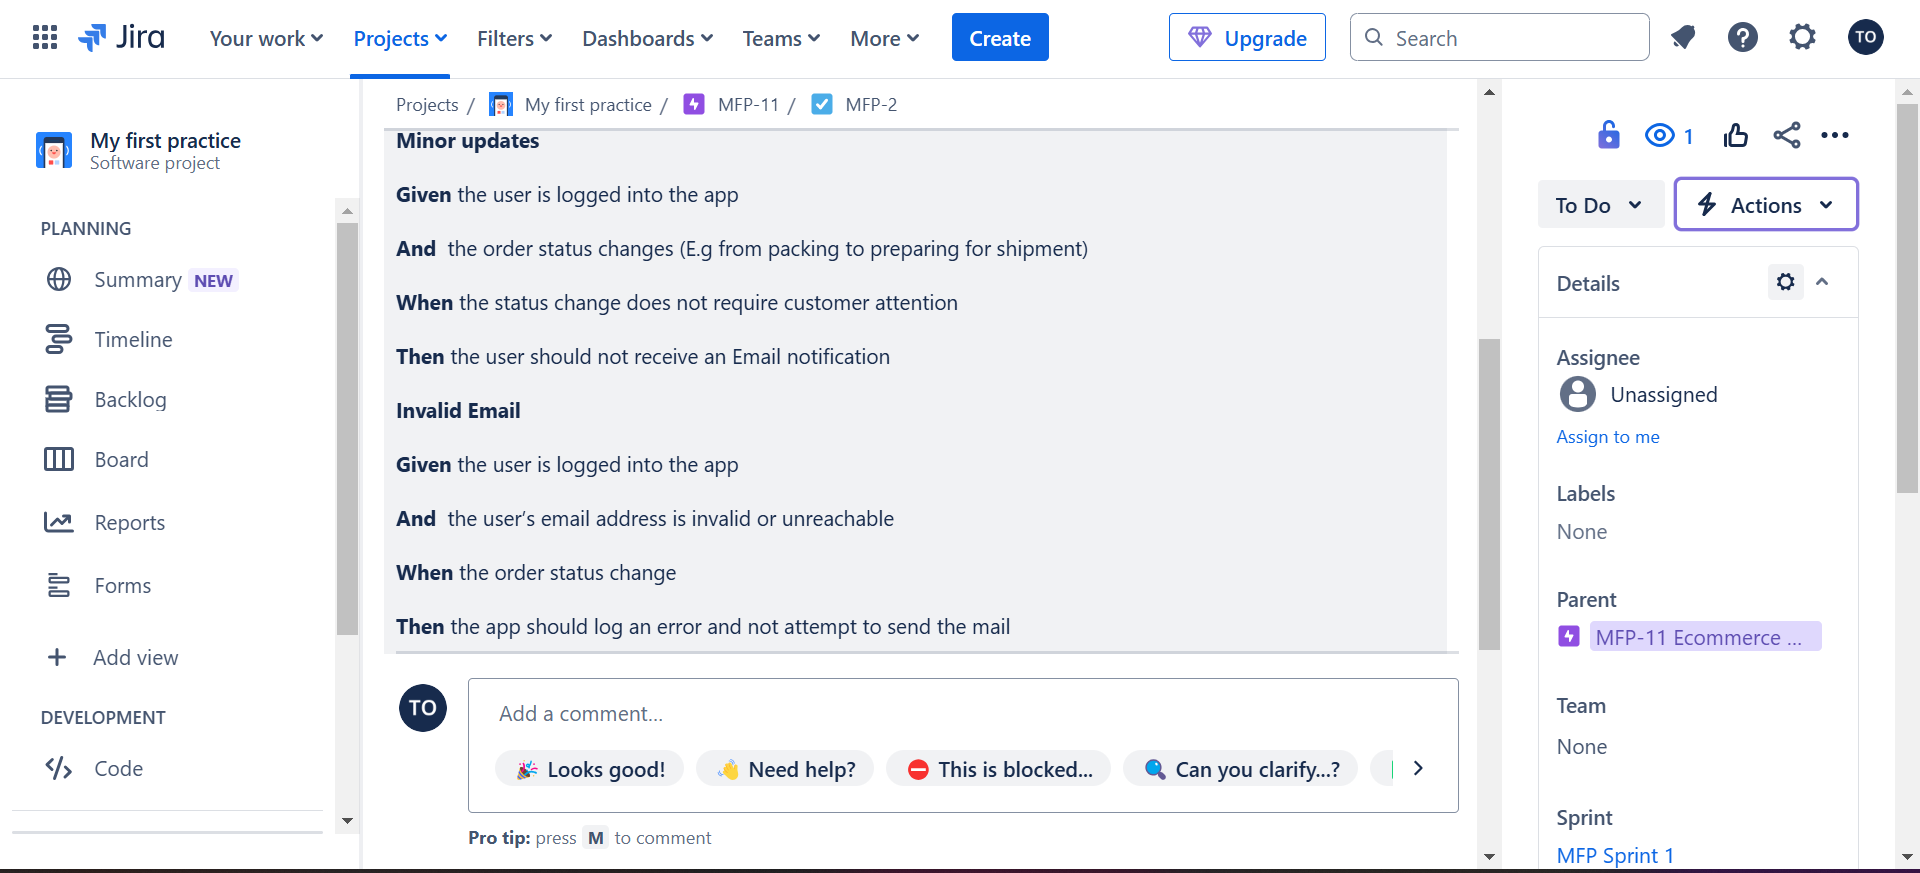 Jira
Your work
Projects
Filters
Dashboards
Teams
More
Create
Upgrade
Search
TO
My first practice
Software project
PLANNING
Summary NEW
Timeline
Backlog
Board
Reports
Forms
Add view
DEVELOPMENT
Code
Projects / My first practice / MFP-11 / MFP-2
Minor updates
Given the user is logged into the app
And the order status changes (E.g from packing to preparing for shipment)
When the status change does not require customer attention
Then the user should not receive an Email notification
Invalid Email
Given the user is logged into the app
And the user’s email address is invalid or unreachable
When the order status change
Then the app should log an error and not attempt to send the mail
TO
Add a comment...
Looks good!
Need help?
This is blocked...
Can you clarify...?
Pro tip: press M to comment
1
To Do
Actions
Details
Assignee
Unassigned
Assign to me
Labels
None
Parent
MFP-11 Ecommerce ...
Team
None
Sprint
MFP Sprint 1